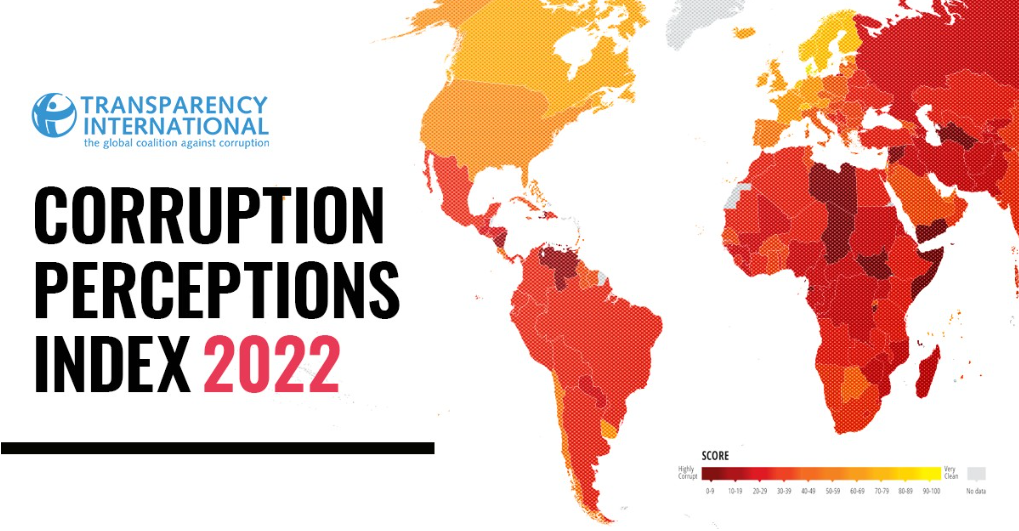 TRANSPARENCY
INTERNATIONAL
the global coalition against corruption
CORRUPTION
PERCEPTIONS
INDEX 2022
SCORE
Highly
Corrupt
0-9 10-19 20-29 30-39 40-49 50-59 60-69 70-79 80-89 90-100
Very
Clean
No data